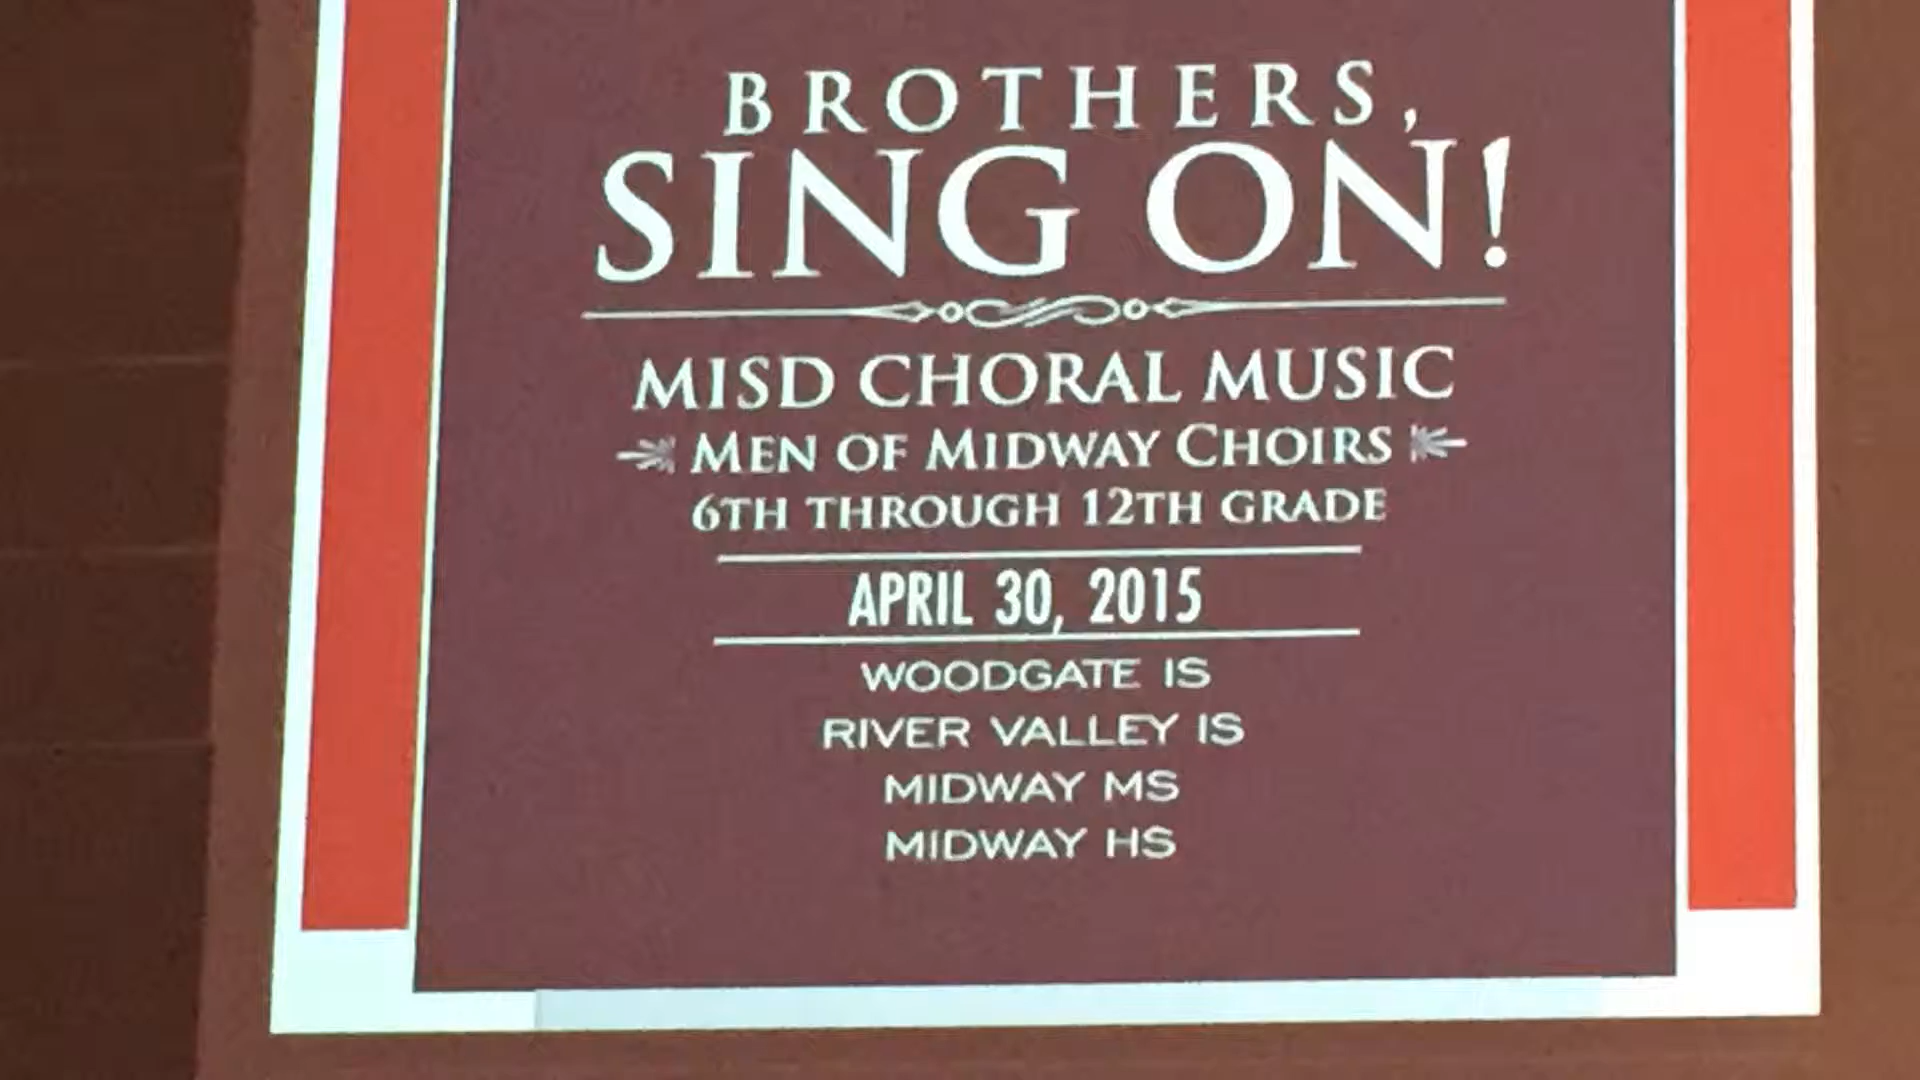 BROTHERS,
SING ON!
MISD CHORAL MUSIC
MEN OF MIDWAY CHOIRS
6TH THROUGH 12TH GRADE
APRIL 30, 2015
WOODGATE IS
RIVER VALLEY IS
MIDWAY MS
MIDWAY HS